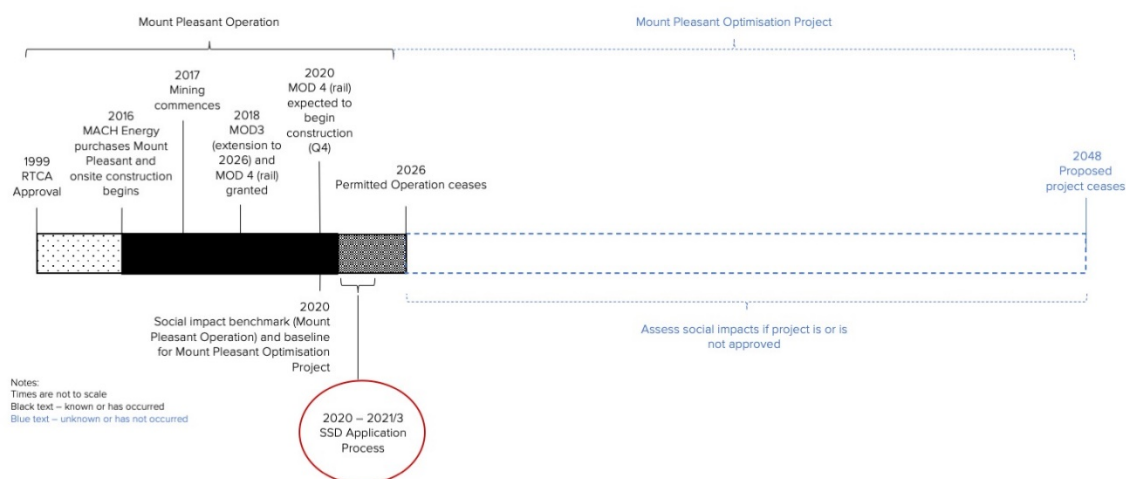 Mount Pleasant Operation
Mount Pleasant Optimisation Project
1999
RTCA
Approval
2016
MACH Energy
purchases Mount
Pleasant and
onsite construction
begins
2017
Mining
commences
2018
MOD3
(extension to
2026) and
MOD 4 (rail)
granted
2020
MOD 4 (rail)
expected to
begin
construction
(Q4)
2026
Permitted Operation ceases
2048
Proposed
project ceases
2020
Social impact benchmark (Mount
Pleasant Operation) and baseline
for Mount Pleasant Optimisation
Project
Assess social impacts if project is or is
not approved
Notes:
Times are not to scale
Black text – known or has occurred
Blue text – unknown or has not occurred
2020 – 2021/3
SSD Application
Process